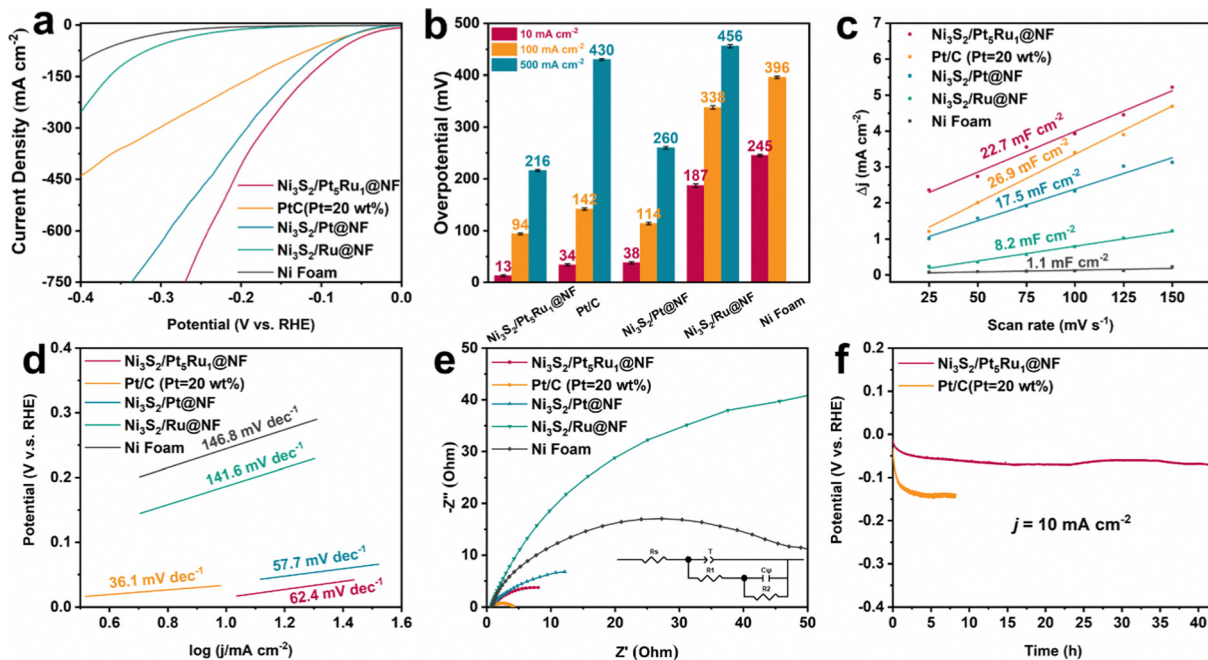 a
Current Density (mA cm⁻²)
0
-150
-300
-450
-600
-750
-0.4
-0.3
-0.2
-0.1
0.0
Potential (V vs. RHE)
Ni₃S₂/Pt₅Ru₁@NF
PtC(Pt=20 wt%)
Ni₃S₂/Pt@NF
Ni₃S₂/Ru@NF
Ni Foam
b
Overpotential (mV)
500
400
300
200
100
0
10 mA cm⁻²
100 mA cm⁻²
500 mA cm⁻²
13
94
216
34
142
430
38
114
260
187
338
456
245
396
Ni₃S₂/Pt₅Ru₁@NF
Pt/C
Ni₃S₂/Pt@NF
Ni₃S₂/Ru@NF
Ni Foam
c
Δj (mA cm⁻²)
7
6
5
4
3
2
1
0
Ni₃S₂/Pt₅Ru₁@NF
Pt/C (Pt=20 wt%)
Ni₃S₂/Pt@NF
Ni₃S₂/Ru@NF
Ni Foam
22.7 mF cm⁻²
26.9 mF cm⁻²
17.5 mF cm⁻²
8.2 mF cm⁻²
1.1 mF cm⁻²
25
50
75
100
125
150
Scan rate (mV s⁻¹)
d
Potential (V v.s. RHE)
0.4
0.3
0.2
0.1
0.0
Ni₃S₂/Pt₅Ru₁@NF
Pt/C (Pt=20 wt%)
Ni₃S₂/Pt@NF
Ni₃S₂/Ru@NF
Ni Foam
146.8 mV dec⁻¹
141.6 mV dec⁻¹
36.1 mV dec⁻¹
57.7 mV dec⁻¹
62.4 mV dec⁻¹
0.6
0.8
1.0
1.2
1.4
1.6
log (j/mA cm⁻²)
e
-Z'' (Ohm)
50
40
30
20
10
0
Ni₃S₂/Pt₅Ru₁@NF
Pt/C (Pt=20 wt%)
Ni₃S₂/Pt@NF
Ni₃S₂/Ru@NF
Ni Foam
Rs
T
R1
Cψ
R2
0
10
20
30
40
50
Z' (Ohm)
f
Potential (V vs. RHE)
0.2
0.1
0.0
-0.1
-0.2
-0.3
-0.4
Ni₃S₂/Pt₅Ru₁@NF
Pt/C(Pt=20 wt%)
j = 10 mA cm⁻²
0
5
10
15
20
25
30
35
40
Time (h)